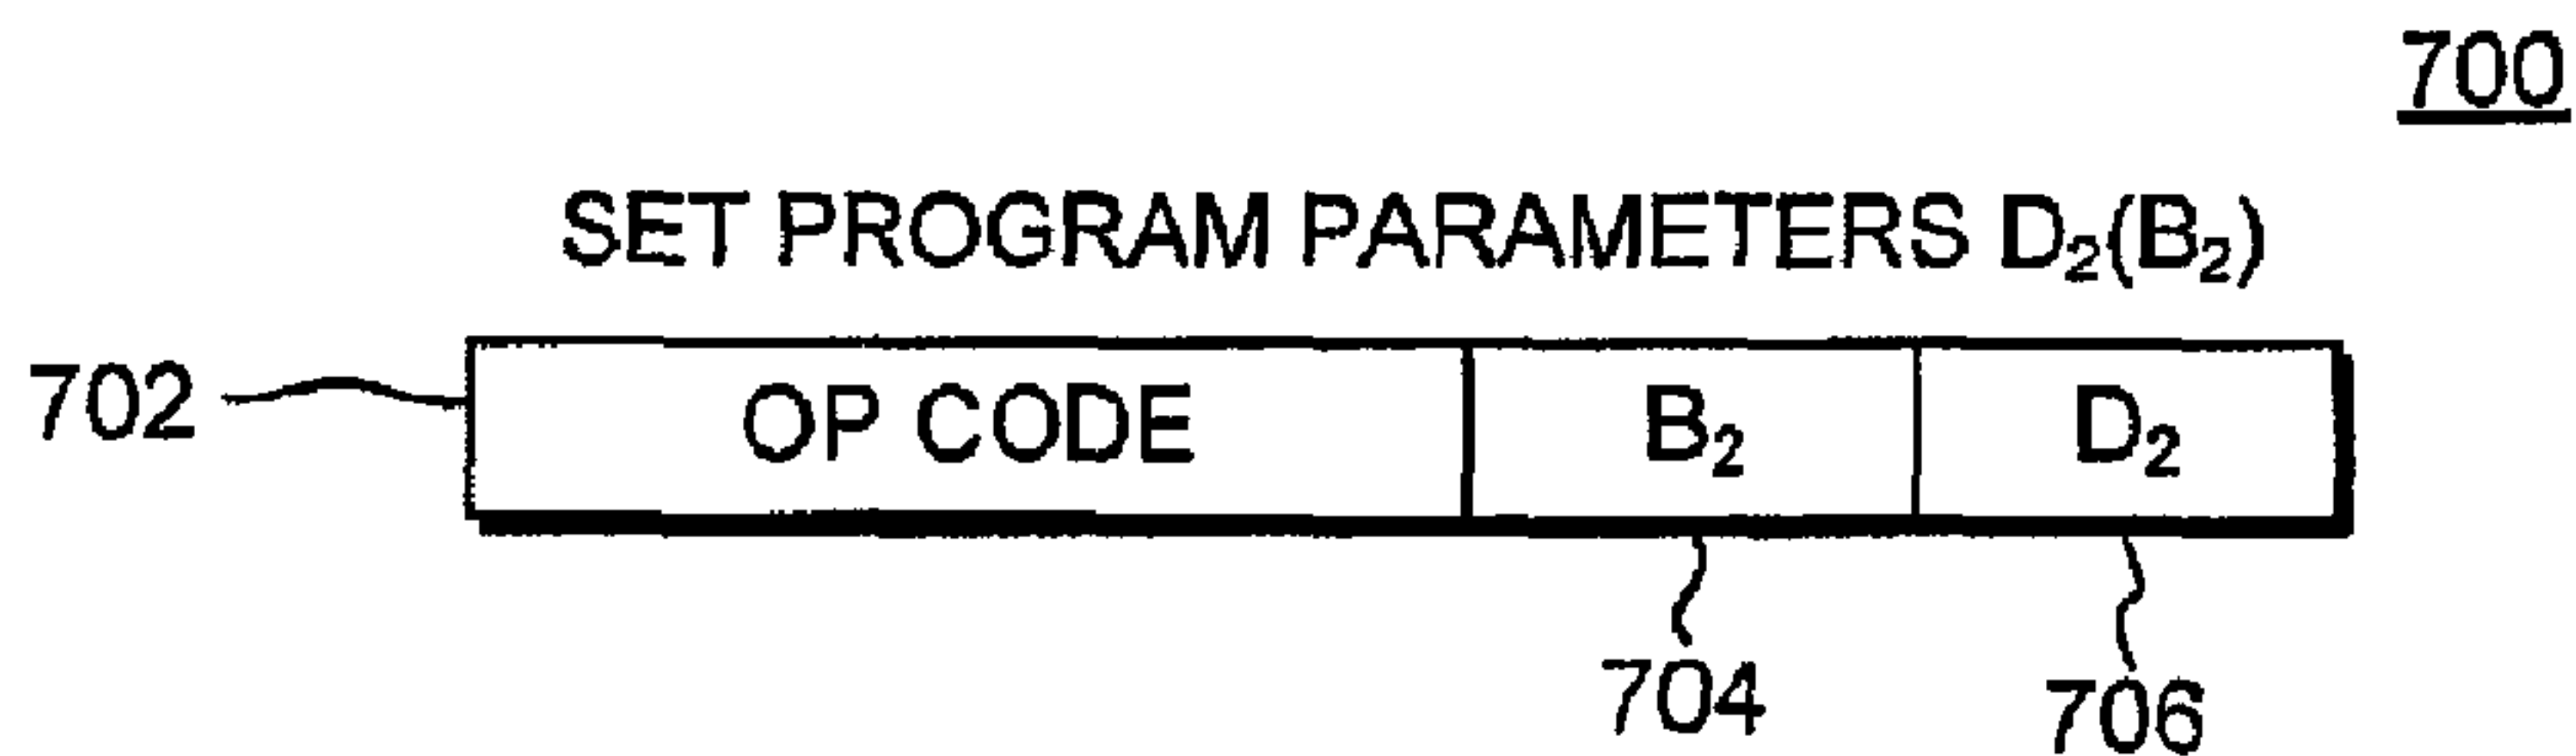 700
SET PROGRAM PARAMETERS D₂(B₂)
702 OP CODE B₂ D₂
704 706